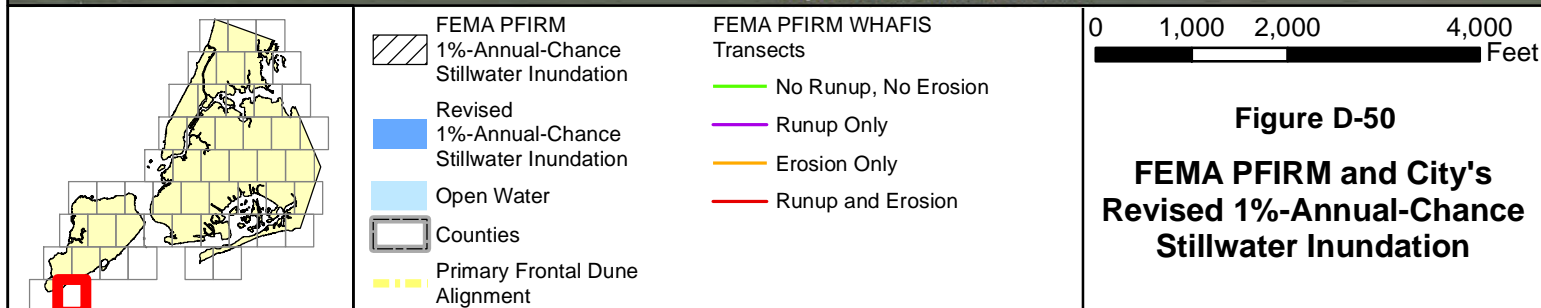 FEMA PFIRM
1%-Annual-Chance
Stillwater Inundation
Revised
1%-Annual-Chance
Stillwater Inundation
Open Water
Counties
Primary Frontal Dune
Alignment
FEMA PFIRM WHAFIS
Transects
No Runup, No Erosion
Runup Only
Erosion Only
Runup and Erosion
0 1,000 2,000 4,000
Feet
Figure D-50
FEMA PFIRM and City's
Revised 1%-Annual-Chance
Stillwater Inundation